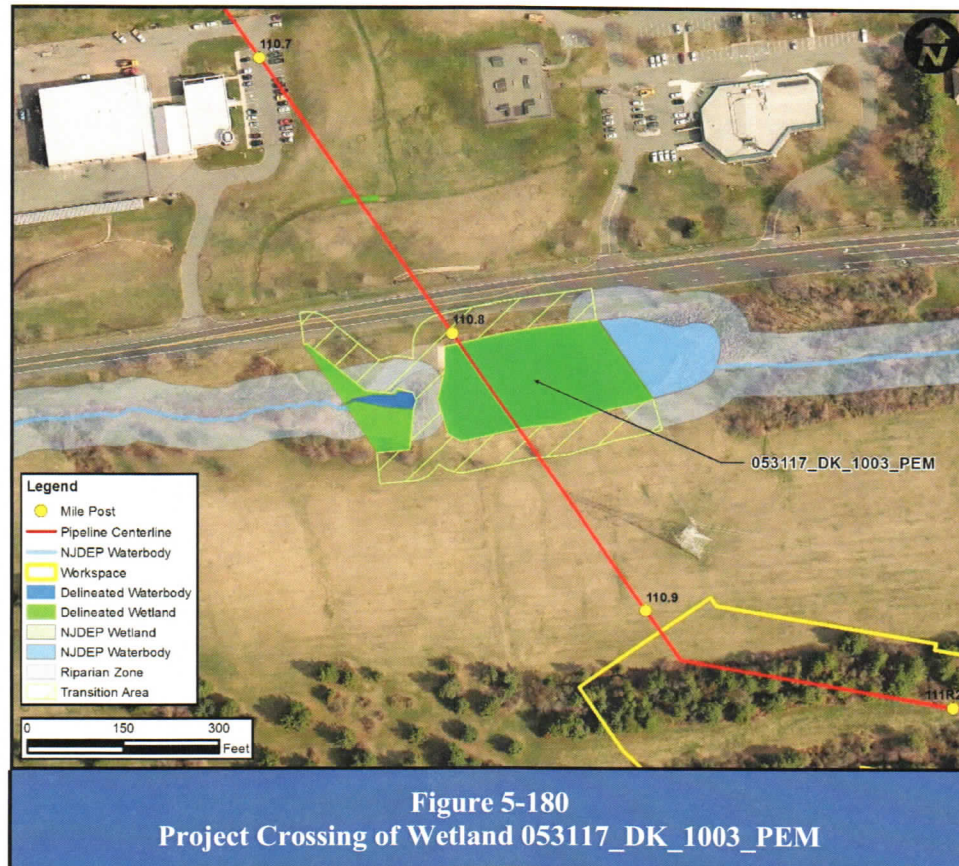 N
110.7
110.8
053117_DK_1003_PEM
110.9
Legend
Mile Post
Pipeline Centerline
NJDEP Waterbody
Workspace
Delineated Waterbody
Delineated Wetland
NJDEP Wetland
NJDEP Waterbody
Riparian Zone
Transition Area
0 150 300
Feet
Figure 5-180
Project Crossing of Wetland 053117_DK_1003_PEM